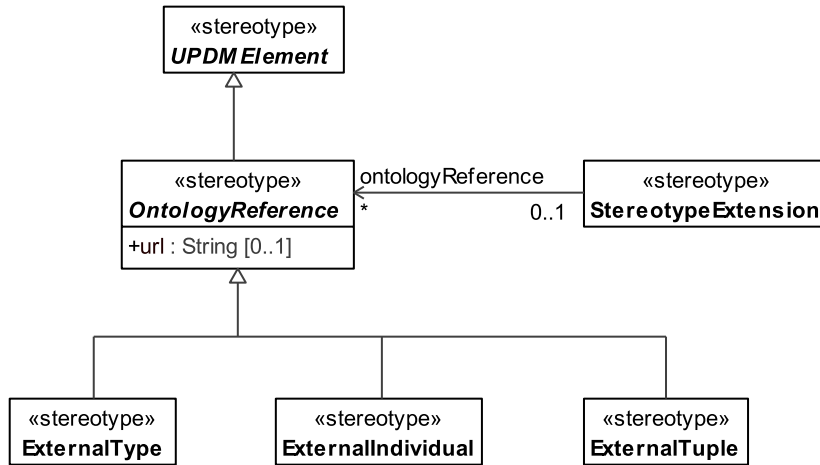 «stereotype»
UPDMElement
«stereotype»
OntologyReference
+url : String [0..1]
ontologyReference
*
0..1
«stereotype»
StereotypeExtension
«stereotype»
ExternalType
«stereotype»
ExternalIndividual
«stereotype»
ExternalTuple